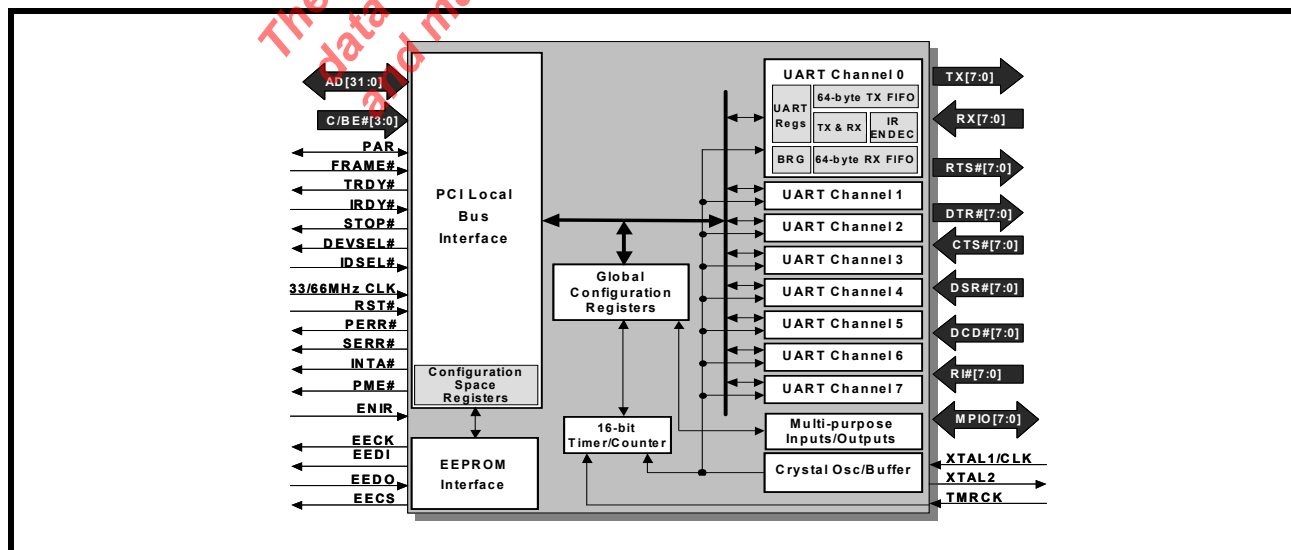 The
data
and ma
AD[31:0]
C/BE#[3:0]
PAR
FRAME#
TRDY#
IRDY#
STOP#
DEVSEL#
IDSEL#
33/66MHz CLK
RST#
PERR#
SERR#
INTA#
PME#
ENIR
EECK
EEDI
EEDO
EECS
PCI Local
Bus
Interface
Configuration
Space
Registers
EEPROM
Interface
Global
Configuration
Registers
16-bit
Timer/Counter
UART Channel 0
UART
Regs
64-byte TX FIFO
TX & RX
IR
ENDEC
BRG
64-byte RX FIFO
UART Channel 1
UART Channel 2
UART Channel 3
UART Channel 4
UART Channel 5
UART Channel 6
UART Channel 7
Multi-purpose
Inputs/Outputs
Crystal Osc/Buffer
TX[7:0]
RX[7:0]
RTS#[7:0]
DTR#[7:0]
CTS#[7:0]
DSR#[7:0]
DCD#[7:0]
RI#[7:0]
MPIO[7:0]
XTAL1/CLK
XTAL2
TMRCK